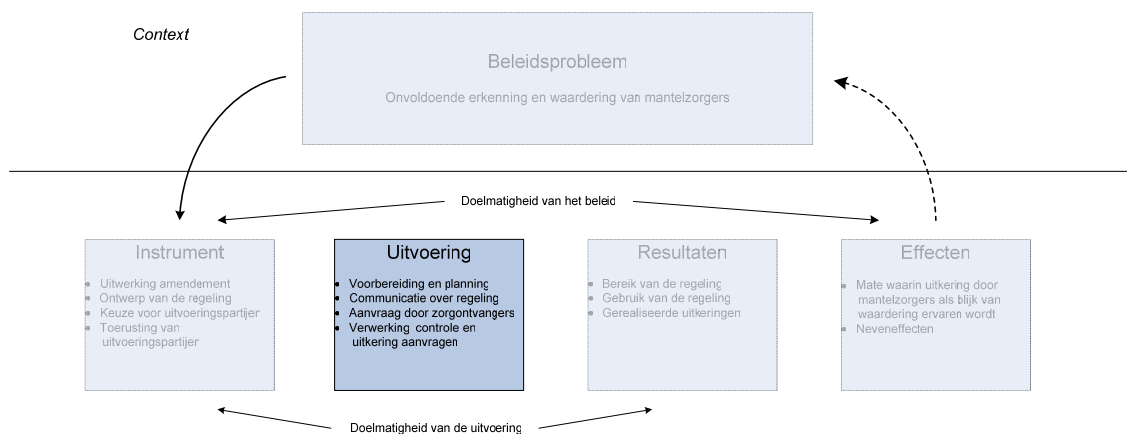 Context
Beleidsprobleem
Onvoldoende erkenning en waardering van mantelzorgers
Doelmatigheid van het beleid
Instrument
• Uitwerking amendement
• Ontwerp van de regeling
• Keuze voor uitvoeringspartijen
• Toerusting van
uitvoeringspartijen
Uitvoering
• Voorbereiding en planning
• Communicatie over regeling
• Aanvraag door zorgontvangers
• Verwerking controle en
uitkering aanvragen
Resultaten
• Bereik van de regeling
• Gebruik van de regeling
• Gerealiseerde uitkeringen
Effecten
• Mate waarin uitkering door
mantelzorgers als blijk van
waardering ervaren wordt
• Neveneffecten
Doelmatigheid van de uitvoering